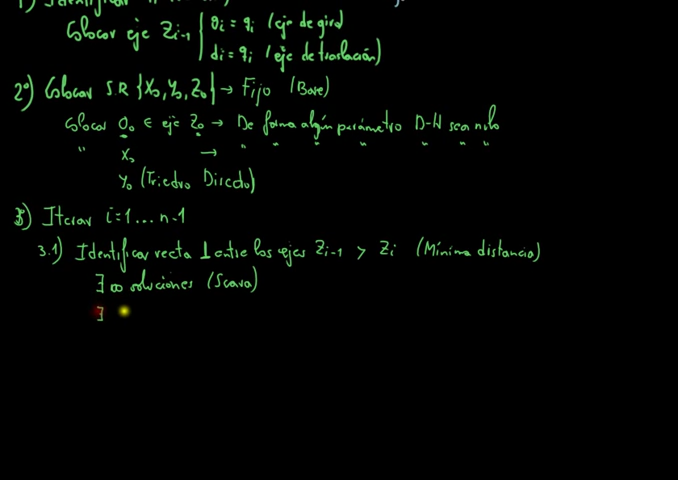 Colocar eje Zi-1 { θi = qi (eje de giro)
di = qi (eje de traslación)
2º) Colocar S.R {X0, Y0, Z0} → Fijo (Base)
Colocar O0 ∈ eje Z0 → De forma algún parámetro D-H sea nulo
" X0 → " " " " " " "
Y0 (Triedro Directo)
3) Iterar i=1...n-1
3.1) Identificar recta ⊥ entre los ejes Zi-1 y Zi (Mínima distancia)
∃ ∞ soluciones (Scara)
∃